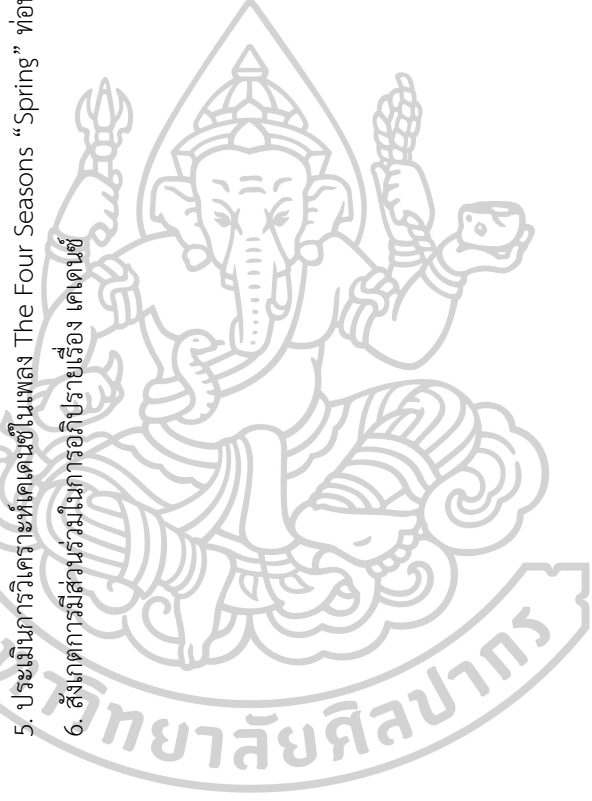 5. ประเมินการวิเคราะห์เคเดนซ์ในเพลง The Four Seasons “Spring”
6. สังเกตการมีส่วนร่วมในการอภิปรายเรื่อง เคเดนซ์
วิทยาลัยศิลปากร